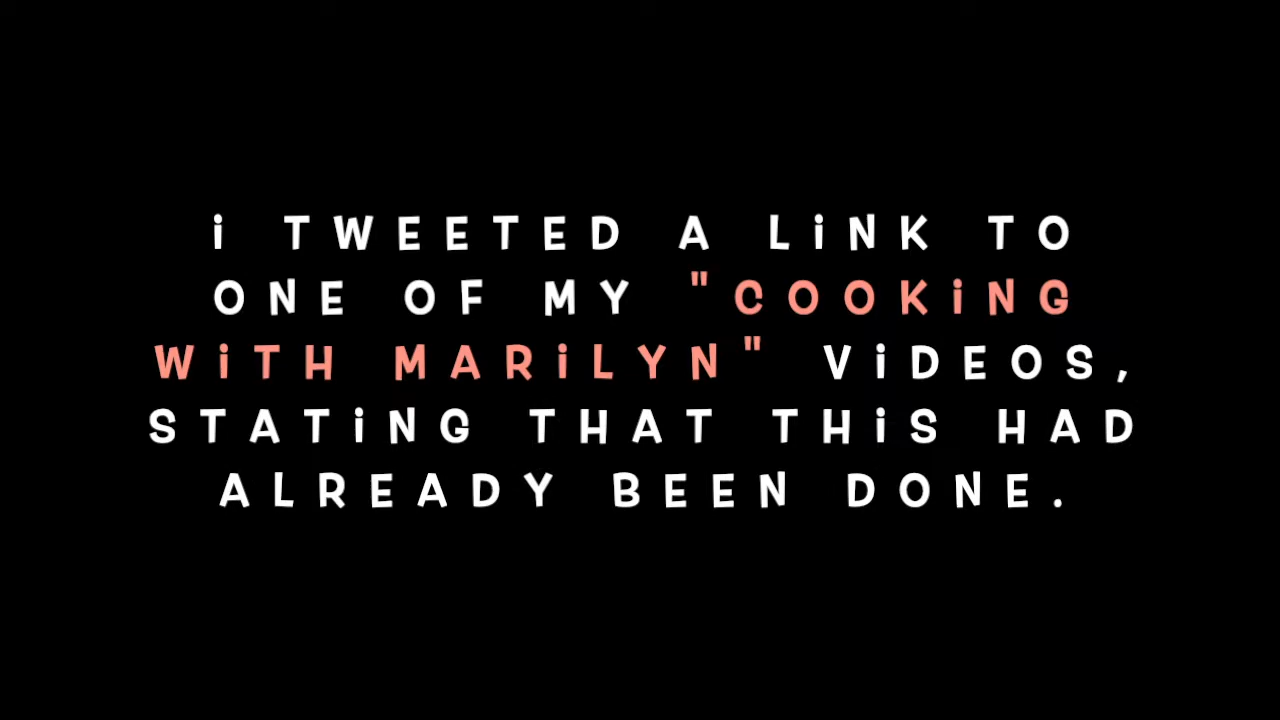 i TWEETED A LiNK TO
ONE OF MY "COOKiNG
WiTH MARiLYN" ViDEOS,
STATiNG THAT THiS HAD
ALREADY BEEN DONE.